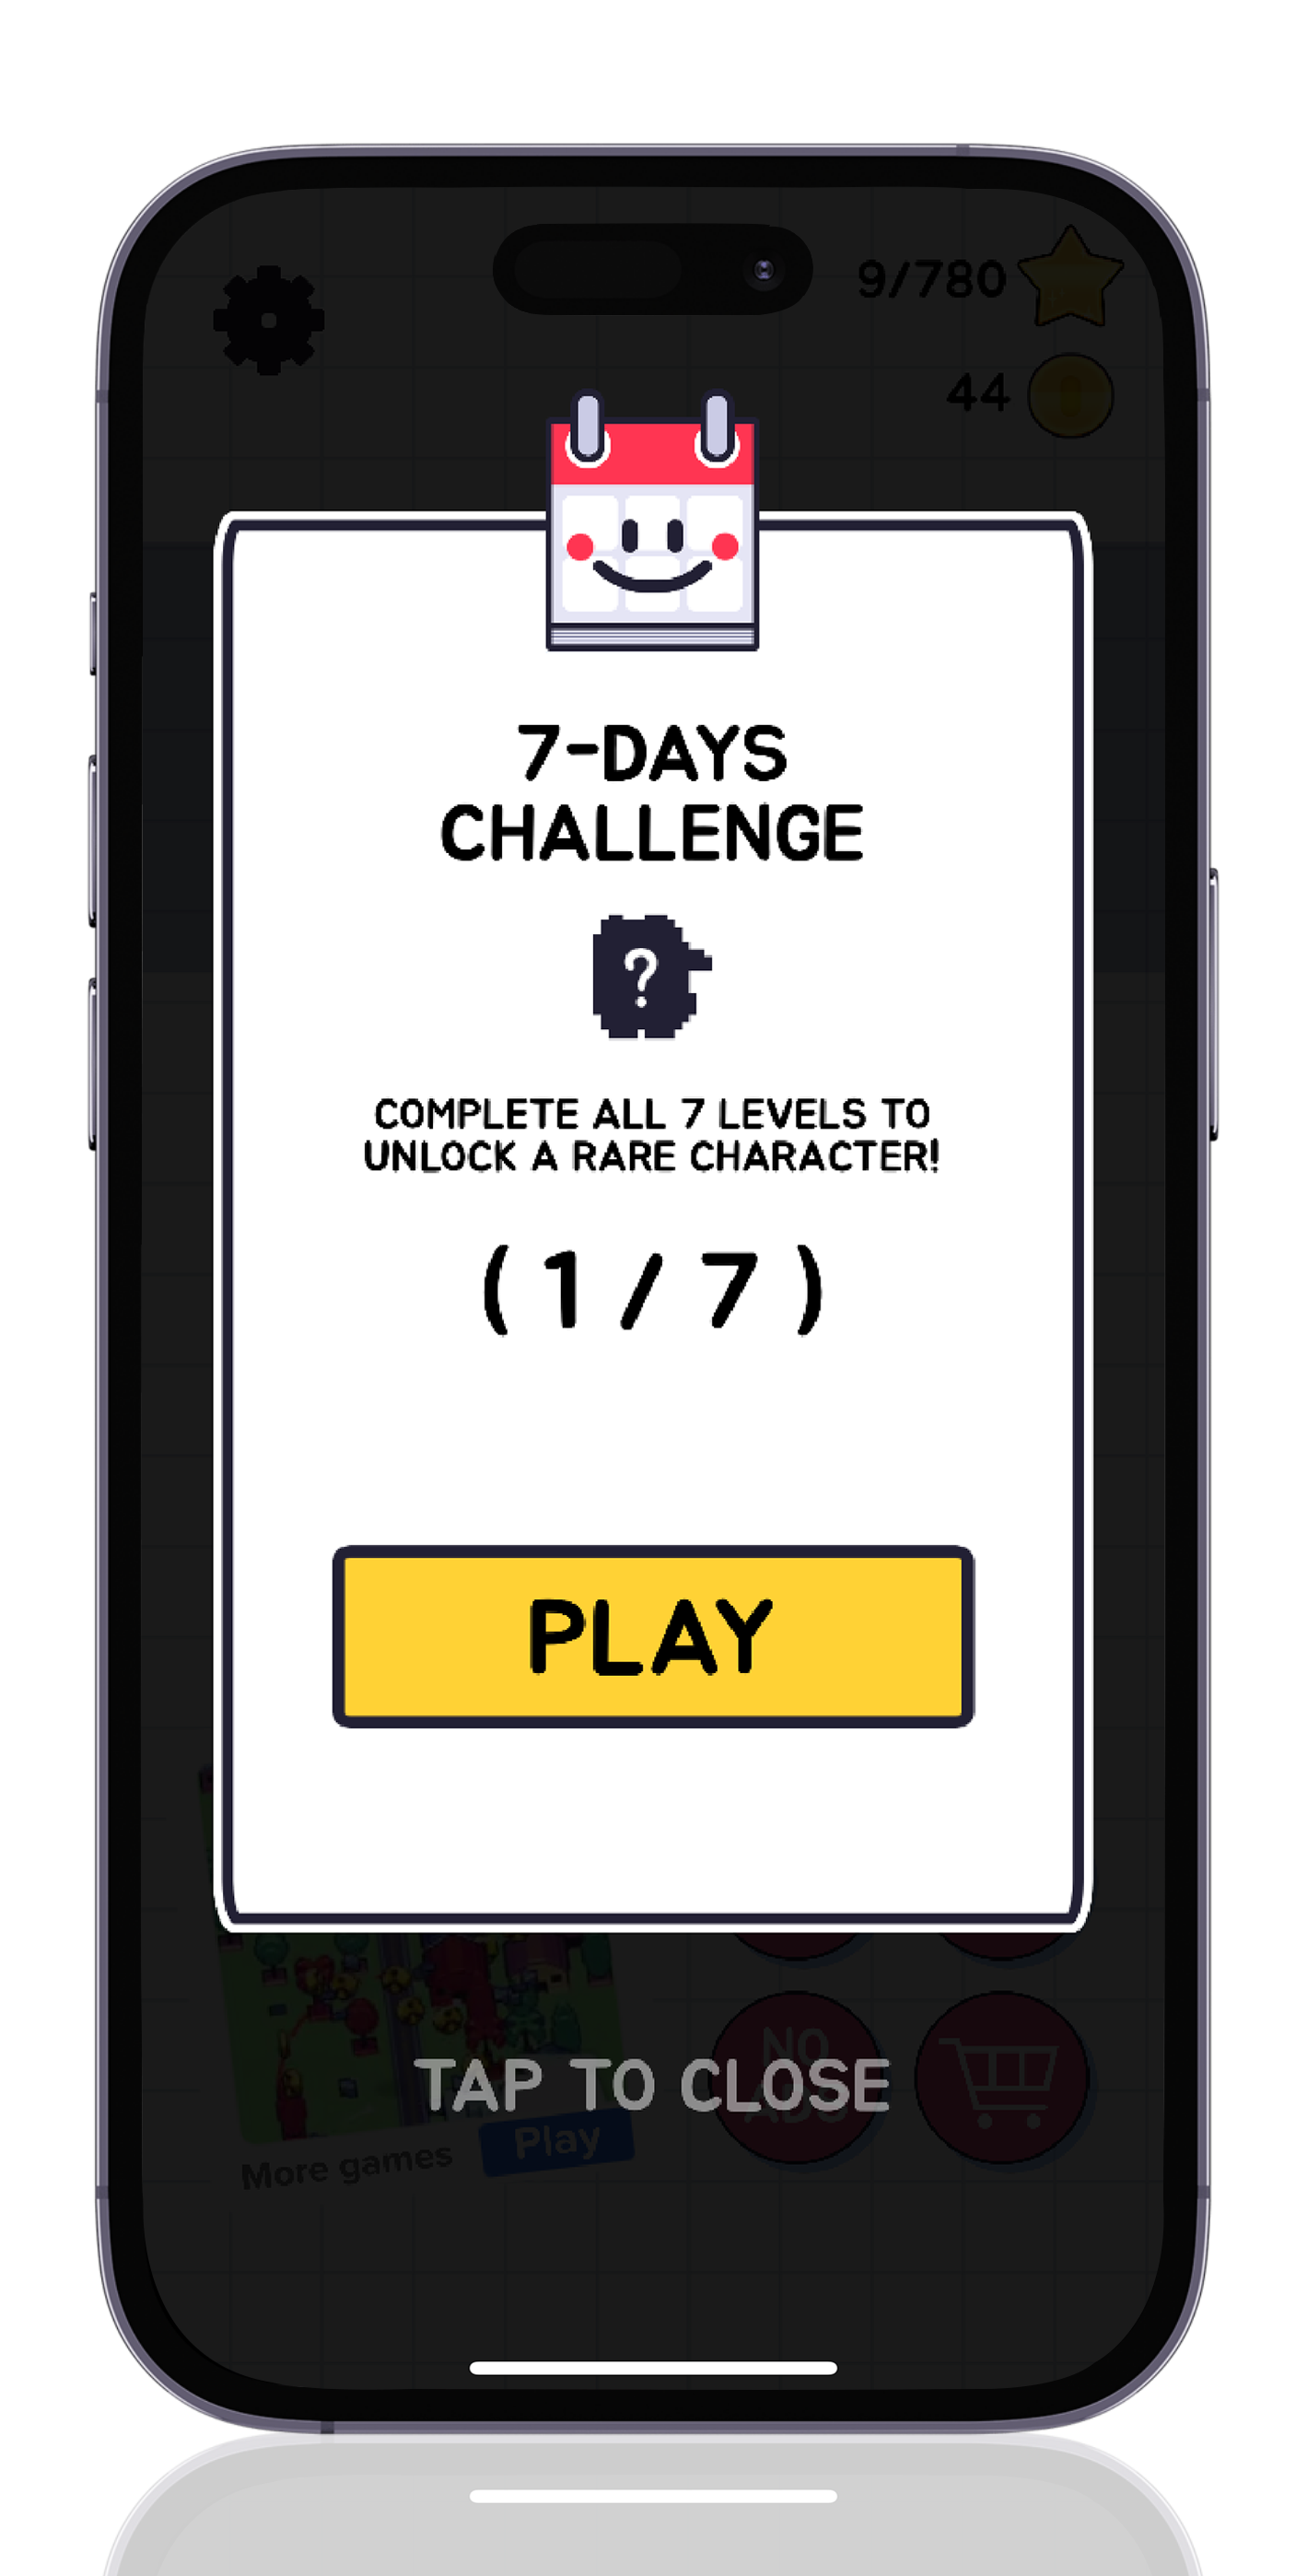 9/780
44
7-DAYS
CHALLENGE
?
COMPLETE ALL 7 LEVELS TO
UNLOCK A RARE CHARACTER!
( 1 / 7 )
PLAY
NO
ADS
TAP TO CLOSE
More games
Play